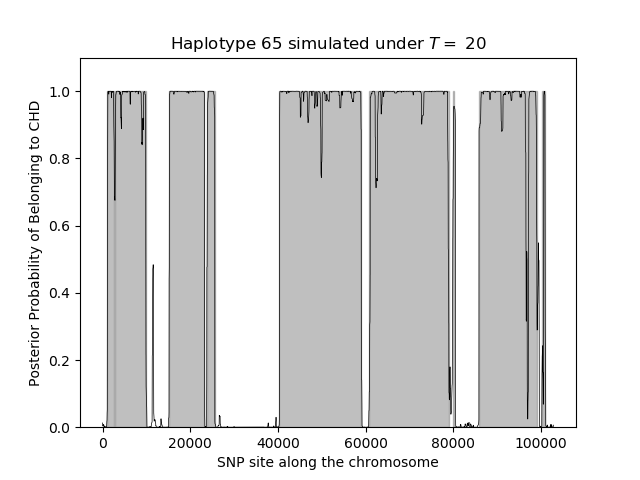 Haplotype 65 simulated under T = 20
Posterior Probability of Belonging to CHD
1.0
0.8
0.6
0.4
0.2
0.0
0 20000 40000 60000 80000 100000
SNP site along the chromosome